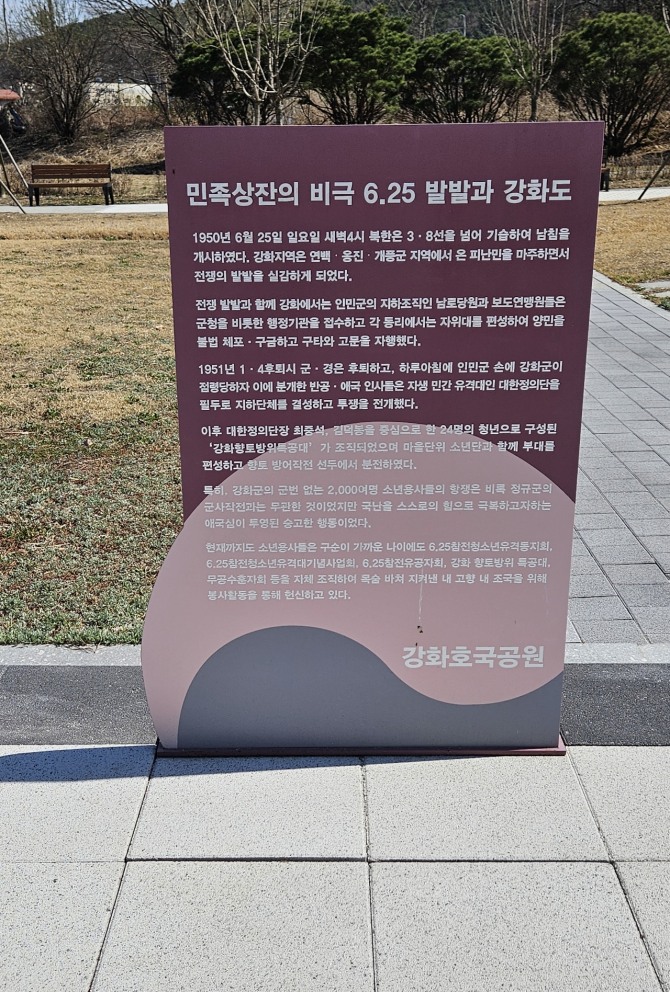 민족상잔의 비극 6.25 발발과 강화도
1950년 6월 25일 일요일 새벽4시 북한은 3 · 8선을 넘어 기습하여 남침을
개시하였다. 강화지역은 연백 · 옹진 · 개풍군 지역에서 온 피난민을 마주하면서
전쟁의 발발을 실감하게 되었다.
전쟁 발발과 함께 강화에서는 인민군의 지하조직인 남로당원과 보도연맹원들은
군청을 비롯한 행정기관을 접수하고 각 동리에서는 자위대를 편성하여 양민을
불법 체포 · 구금하고 구타와 고문을 자행했다.
1951년 1 · 4후퇴시 군 · 경은 후퇴하고, 하루아침에 인민군 손에 강화군이
점령당하자 이에 분개한 반공 · 애국 인사들은 자생 민간 유격대인 대한정의단을
필두로 지하단체를 결성하고 투쟁을 전개했다.
이후 대한정의단장 최중석, 김덕동을 중심으로 한 24명의 청년으로 구성된
‘강화향토방위특공대’ 가 조직되었으며 마을단위 소년단과 함께 부대를
편성하고 향토 방어작전 선두에서 분전하였다.
특히, 강화군의 군번 없는 2,000여명 소년용사들의 항쟁은 비록 정규군의
군사작전과는 무관한 것이었지만 국난을 스스로의 힘으로 극복하고자하는
애국심이 투영된 숭고한 행동이었다.
현재까지도 소년용사들은 구순이 가까운 나이에도 6.25참전청소년유격동지회,
6.25참전청소년유격대기념사업회, 6.25참전유공자회, 강화 향토방위 특공대,
무공수훈자회 등을 자체 조직하여 목숨 바쳐 지켜낸 내 고향 내 조국을 위해
봉사활동을 통해 헌신하고 있다.
강화호국공원